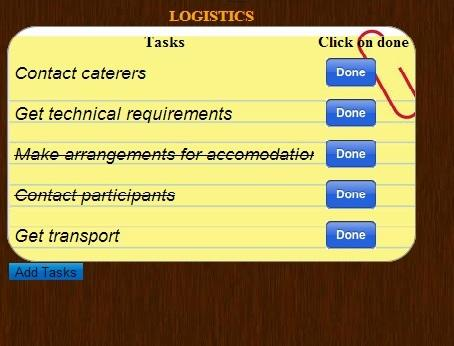 LOGISTICS
Tasks Click on done
Contact caterers Done
Get technical requirements Done
Make arrangements for accomodation Done
Contact participants Done
Get transport Done
Add Tasks